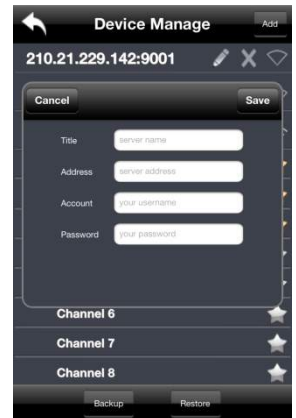 Device Manage Add
210.21.229.142:9001
Cancel Save
Title server name
Address server address
Account your username
Password your password
Channel 6
Channel 7
Channel 8
Backup Restore